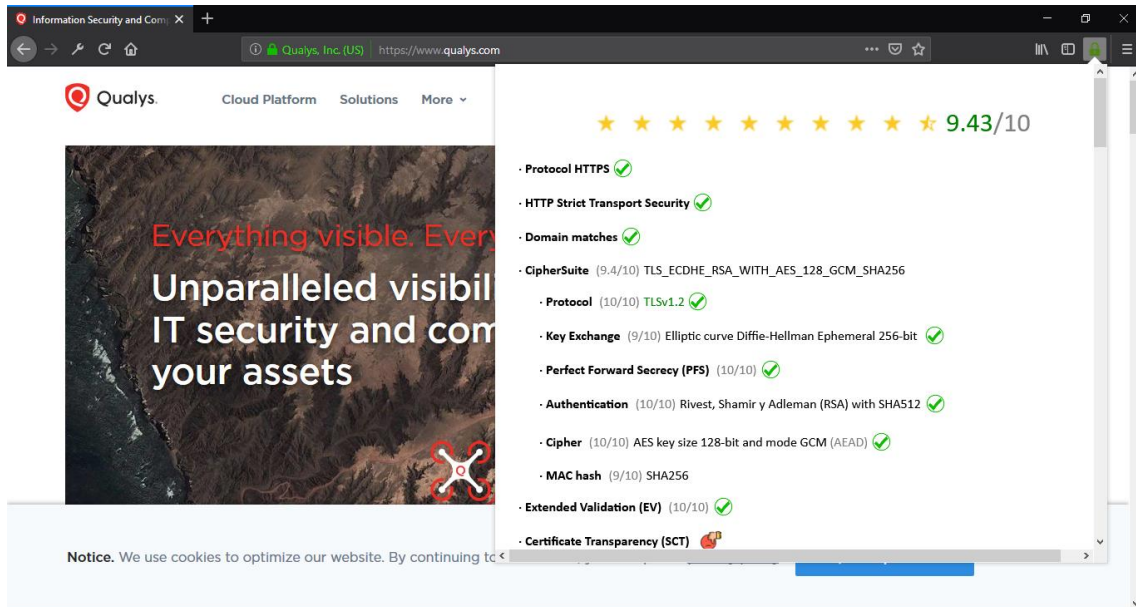 Information Security and Comp
Qualys, Inc. (US) https://www.qualys.com
Qualys.
Cloud Platform Solutions More
9.43/10
· Protocol HTTPS
· HTTP Strict Transport Security
· Domain matches
· CipherSuite (9.4/10) TLS_ECDHE_RSA_WITH_AES_128_GCM_SHA256
· Protocol (10/10) TLSv1.2
· Key Exchange (9/10) Elliptic curve Diffie-Hellman Ephemeral 256-bit
· Perfect Forward Secrecy (PFS) (10/10)
· Authentication (10/10) Rivest, Shamir y Adleman (RSA) with SHA512
· Cipher (10/10) AES key size 128-bit and mode GCM (AEAD)
· MAC hash (9/10) SHA256
· Extended Validation (EV) (10/10)
· Certificate Transparency (SCT)
Everything visible. Every
Unparalleled visibili
IT security and com
your assets
Notice. We use cookies to optimize our website. By continuing to